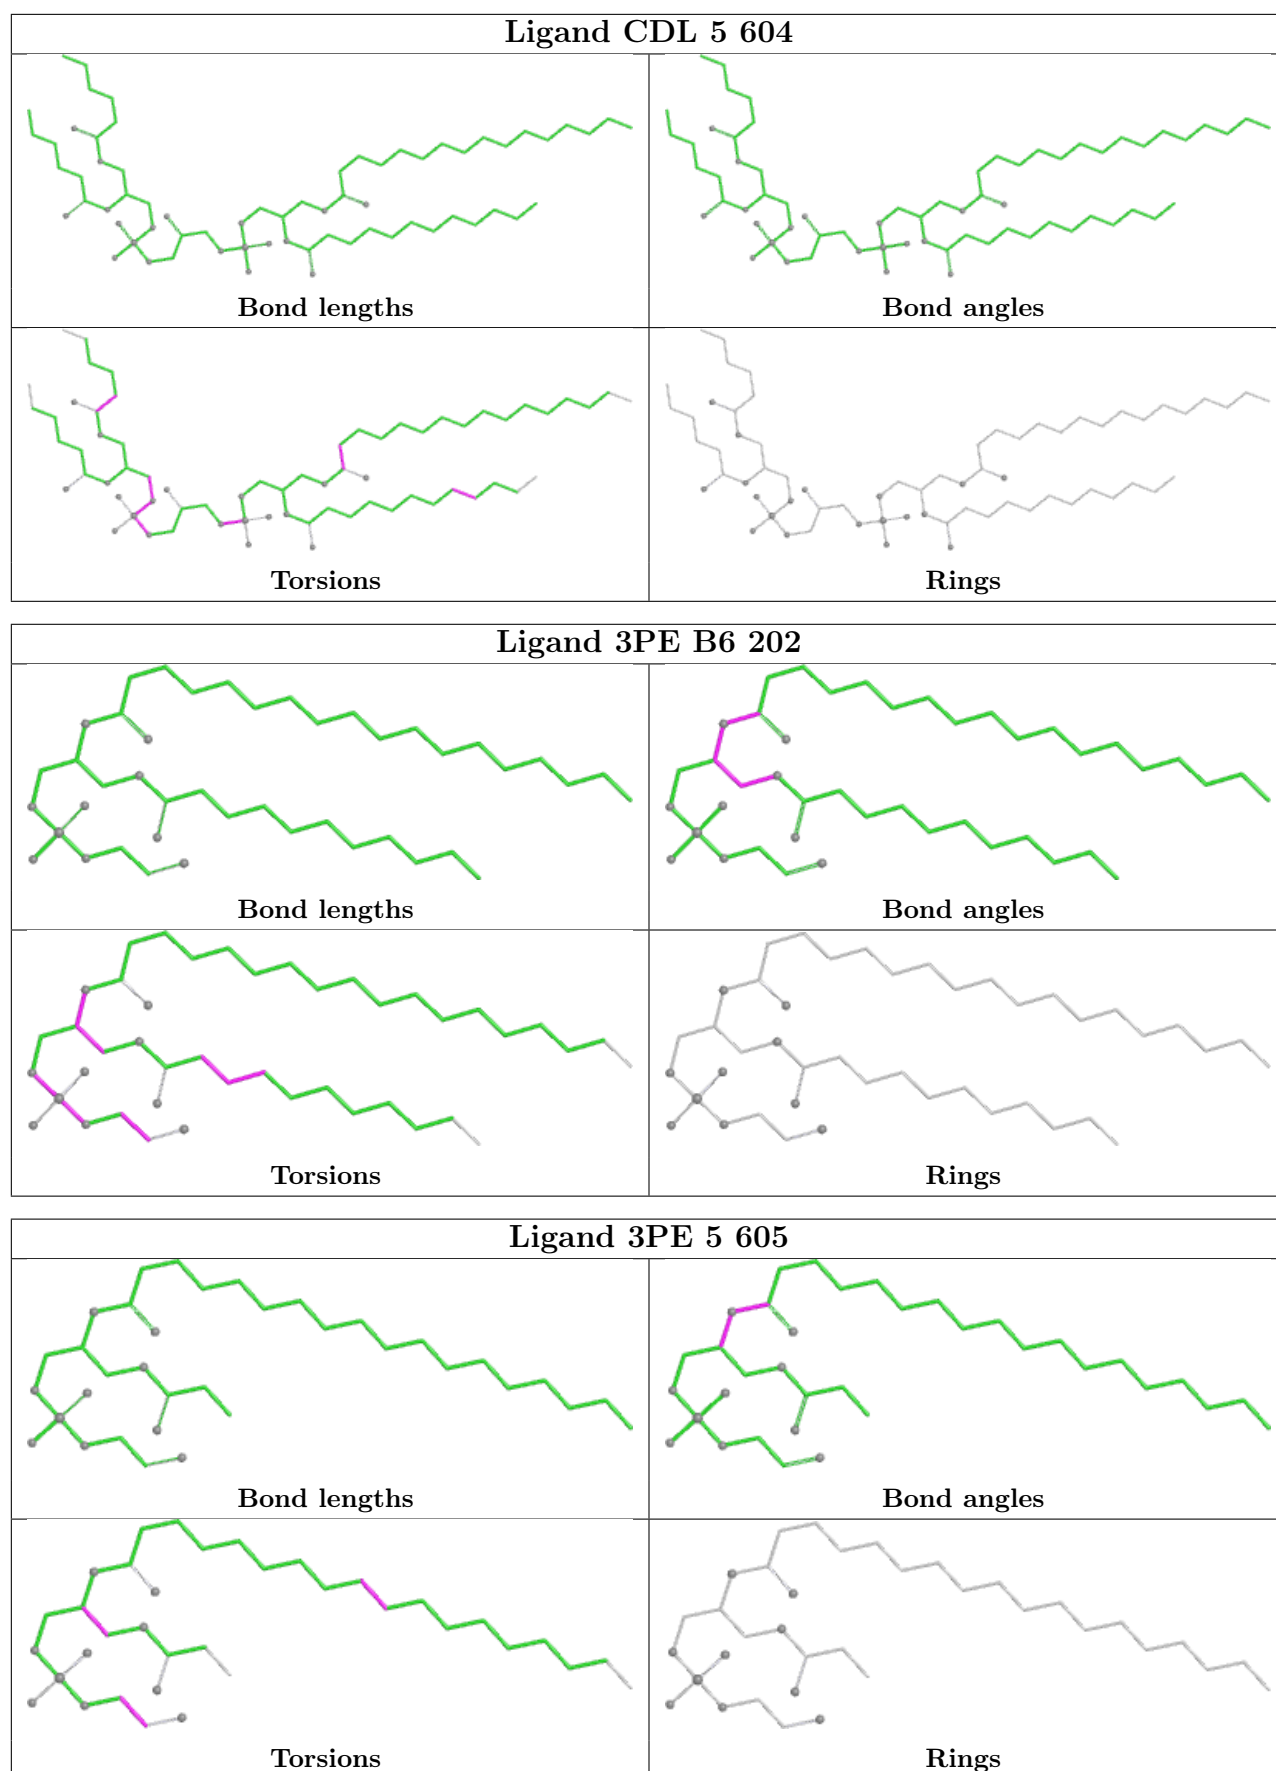 Ligand CDL 5 604
Bond lengths
Bond angles
Torsions
Rings
Ligand 3PE B6 202
Bond lengths
Bond angles
Torsions
Rings
Ligand 3PE 5 605
Bond lengths
Bond angles
Torsions
Rings